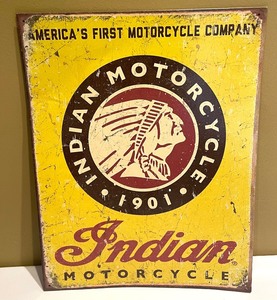 AMERICA'S FIRST MOTORCYCLE COMPANY
INDIAN MOTORCYCLE
• 1901 •
Indian
MOTORCYCLE